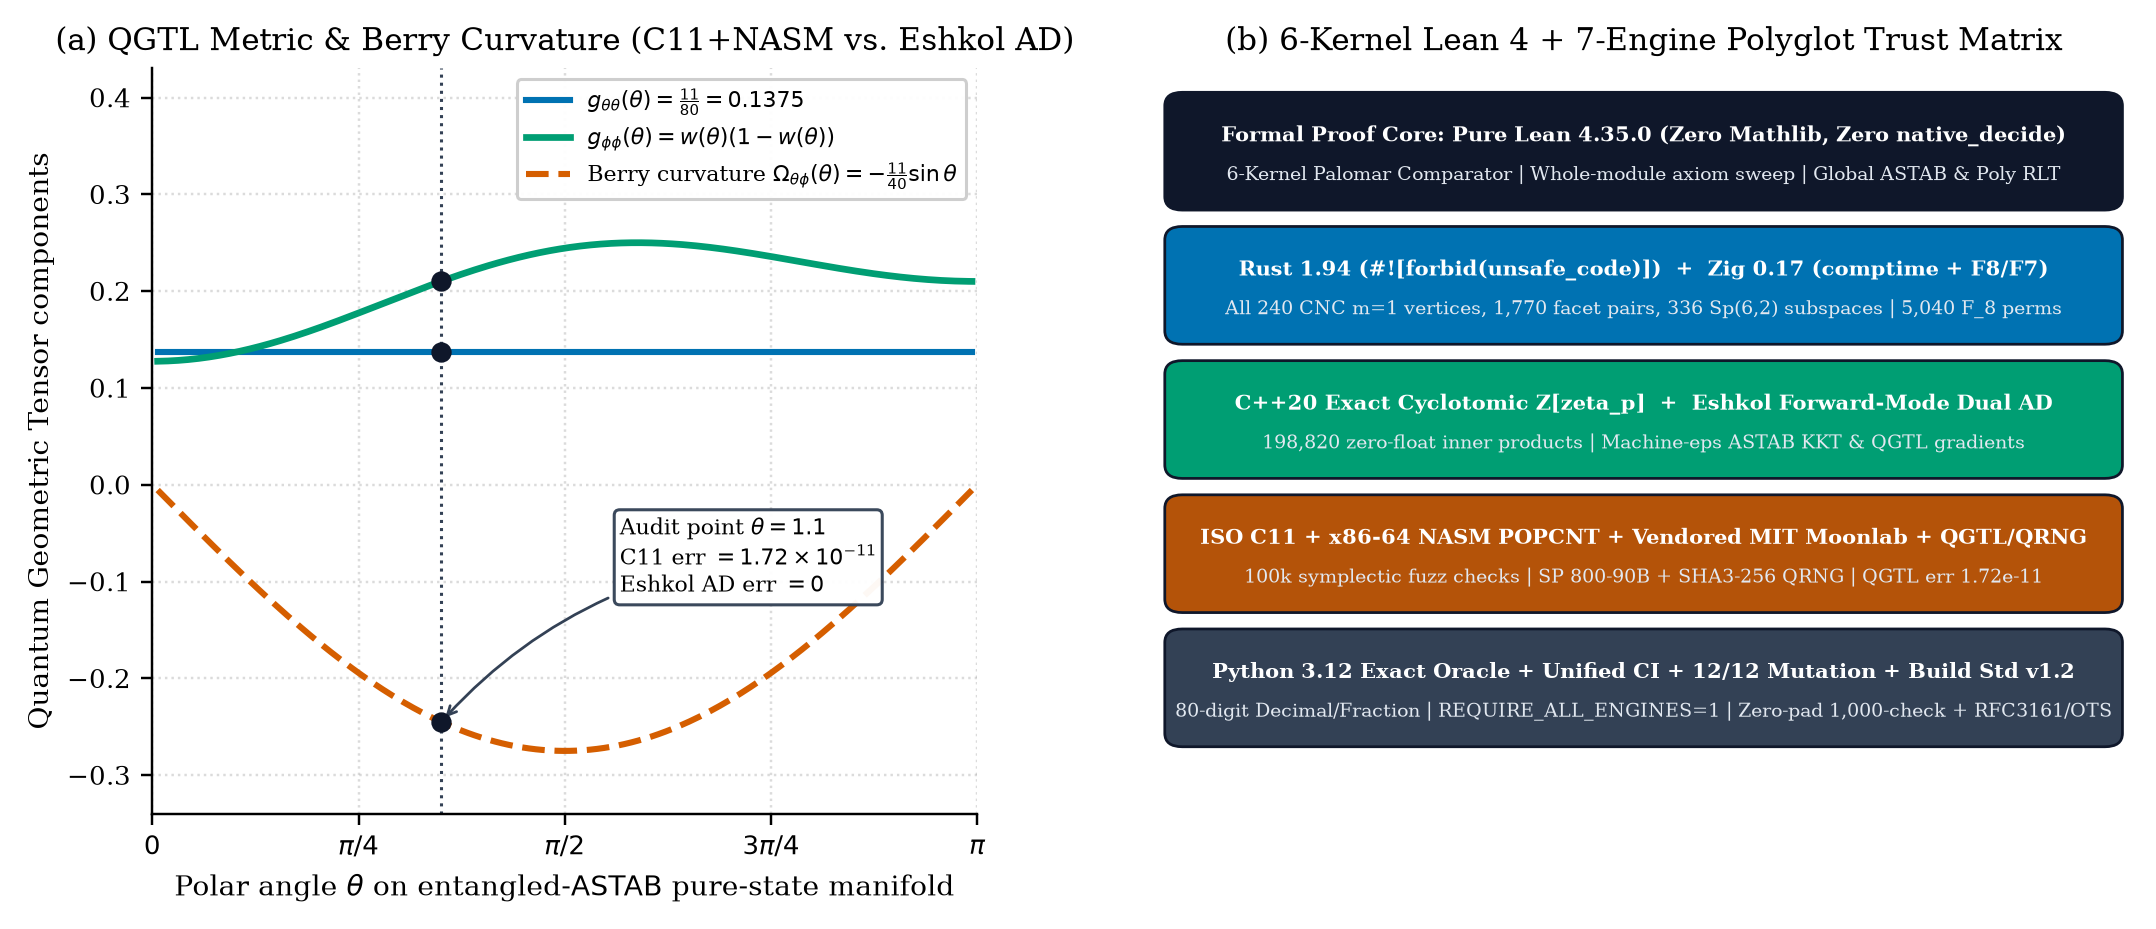 (a) QGTL Metric & Berry Curvature (C11+NASM vs. Eshkol AD)
Quantum Geometric Tensor components
0.4
0.3
0.2
0.1
0.0
−0.1
−0.2
−0.3
g_θθ(θ) = 11/80 = 0.1375
g_ϕϕ(θ) = w(θ)(1 − w(θ))
Berry curvature Ω_θϕ(θ) = −11/40 sin θ
Audit point θ = 1.1
C11 err = 1.72 × 10⁻¹¹
Eshkol AD err = 0
0 π/4 π/2 3π/4 π
Polar angle θ on entangled-ASTAB pure-state manifold
(b) 6-Kernel Lean 4 + 7-Engine Polyglot Trust Matrix
Formal Proof Core: Pure Lean 4.35.0 (Zero Mathlib, Zero native_decide)
6-Kernel Palomar Comparator | Whole-module axiom sweep | Global ASTAB & Poly RLT
Rust 1.94 (#![forbid(unsafe_code)]) + Zig 0.17 (comptime + F8/F7)
All 240 CNC m=1 vertices, 1,770 facet pairs, 336 Sp(6,2) subspaces | 5,040 F_8 perms
C++20 Exact Cyclotomic Z[zeta_p] + Eshkol Forward-Mode Dual AD
198,820 zero-float inner products | Machine-eps ASTAB KKT & QGTL gradients
ISO C11 + x86-64 NASM POPCNT + Vendored MIT Moonlab + QGTL/QRNG
100k symplectic fuzz checks | SP 800-90B + SHA3-256 QRNG | QGTL err 1.72e-11
Python 3.12 Exact Oracle + Unified CI + 12/12 Mutation + Build Std v1.2
80-digit Decimal/Fraction | REQUIRE_ALL_ENGINES=1 | Zero-pad 1,000-check + RFC3161/OTS